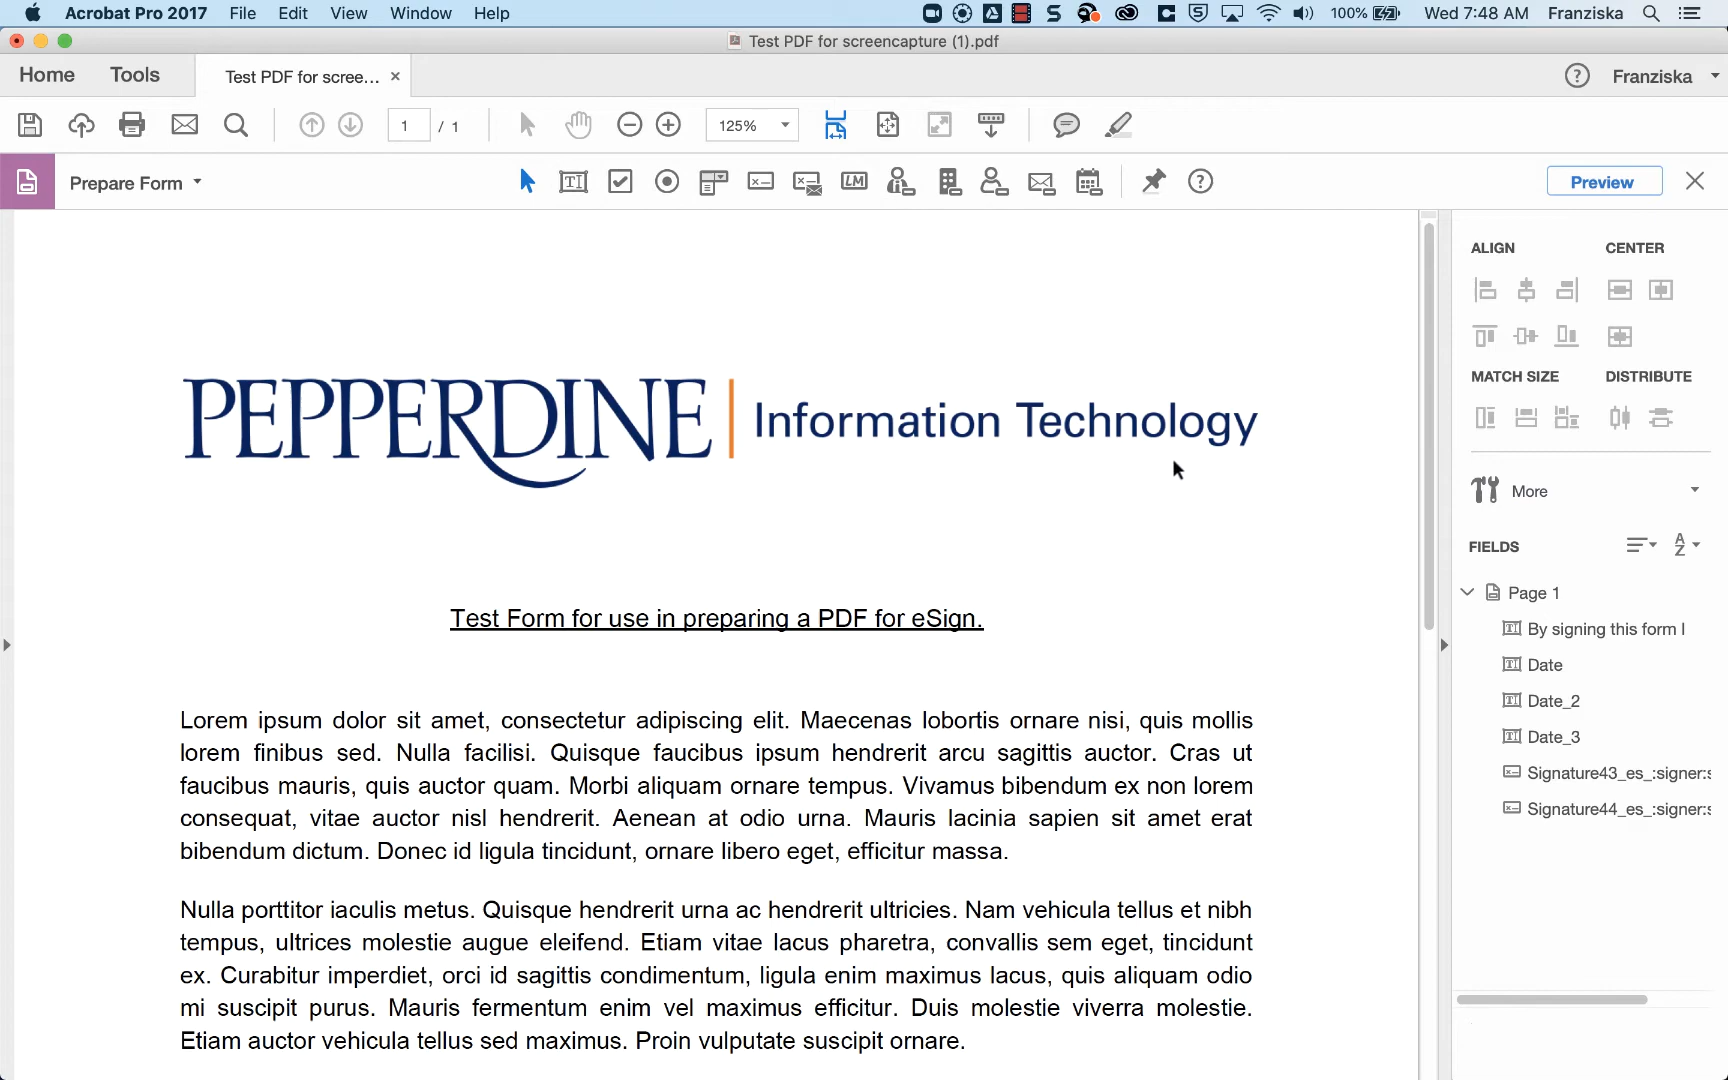 Acrobat Pro 2017 File Edit View Window Help 100% Wed 7:48 AM Franziska
Test PDF for screencapture (1).pdf
Home Tools Test PDF for scree... Franziska
1 / 1 125%
Prepare Form Preview
ALIGN CENTER
MATCH SIZE DISTRIBUTE
More
FIELDS
Page 1
By signing this form I
Date
Date_2
Date_3
Signature43_es_:signer:s
Signature44_es_:signer:s
PEPPERDINE | Information Technology
Test Form for use in preparing a PDF for eSign.
Lorem ipsum dolor sit amet, consectetur adipiscing elit. Maecenas lobortis ornare nisi, quis mollis
lorem finibus sed. Nulla facilisi. Quisque faucibus ipsum hendrerit arcu sagittis auctor. Cras ut
faucibus mauris, quis auctor quam. Morbi aliquam ornare tempus. Vivamus bibendum ex non lorem
consequat, vitae auctor nisl hendrerit. Aenean at odio urna. Mauris lacinia sapien sit amet erat
bibendum dictum. Donec id ligula tincidunt, ornare libero eget, efficitur massa.
Nulla porttitor iaculis metus. Quisque hendrerit urna ac hendrerit ultricies. Nam vehicula tellus et nibh
tempus, ultrices molestie augue eleifend. Etiam vitae lacus pharetra, convallis sem eget, tincidunt
ex. Curabitur imperdiet, orci id sagittis condimentum, ligula enim maximus lacus, quis aliquam odio
mi suscipit purus. Mauris fermentum enim vel maximus efficitur. Duis molestie viverra molestie.
Etiam auctor vehicula tellus sed maximus. Proin vulputate suscipit ornare.